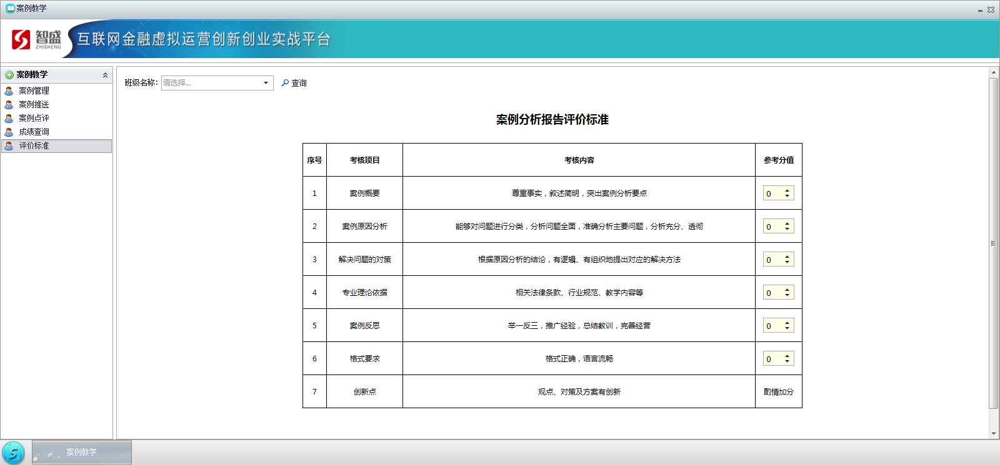 案例教学
智盛
ZHISHENG
互联网金融虚拟运营创新创业实战平台
案例教学
案例管理
案例推送
案例点评
成绩查询
评价标准
班级名称: 请选择... 查询
案例分析报告评价标准
序号 考核项目 考核内容 参考分值
1 案例概要 尊重事实，叙述简明，突出案例分析要点 0
2 案例原因分析 能够对问题进行分类，分析问题全面，准确分析主要问题，分析充分、透彻 0
3 解决问题的对策 根据原因分析的结论，有逻辑、有组织地提出对应的解决方法 0
4 专业理论依据 相关法律条款、行业规范、教学内容等 0
5 案例反思 举一反三，推广经验，总结教训，完善经营 0
6 格式要求 格式正确，语言流畅 0
7 创新点 观点、对策及方案有创新 酌情加分
案例教学